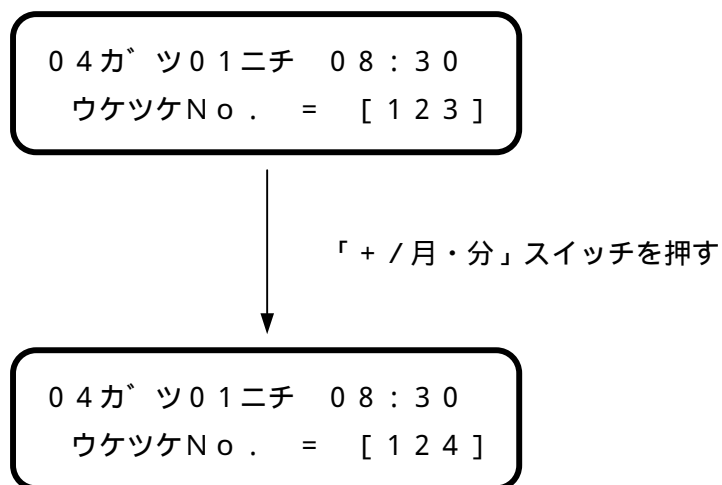 04ガツ01ニチ 08:30
ウケツケNo. = [123]
「+/月・分」スイッチを押す
04ガツ01ニチ 08:30
ウケツケNo. = [124]